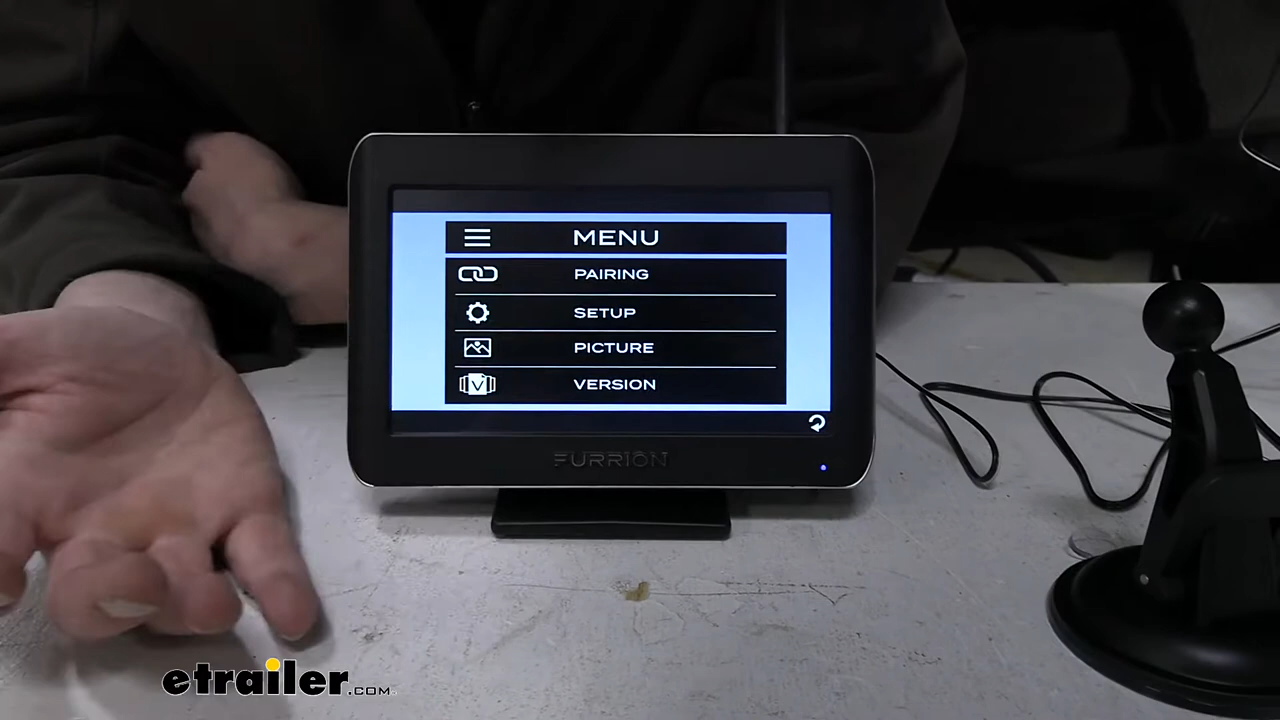 MENU
PAIRING
SETUP
PICTURE
VERSION
FURRION
etrailer.COM